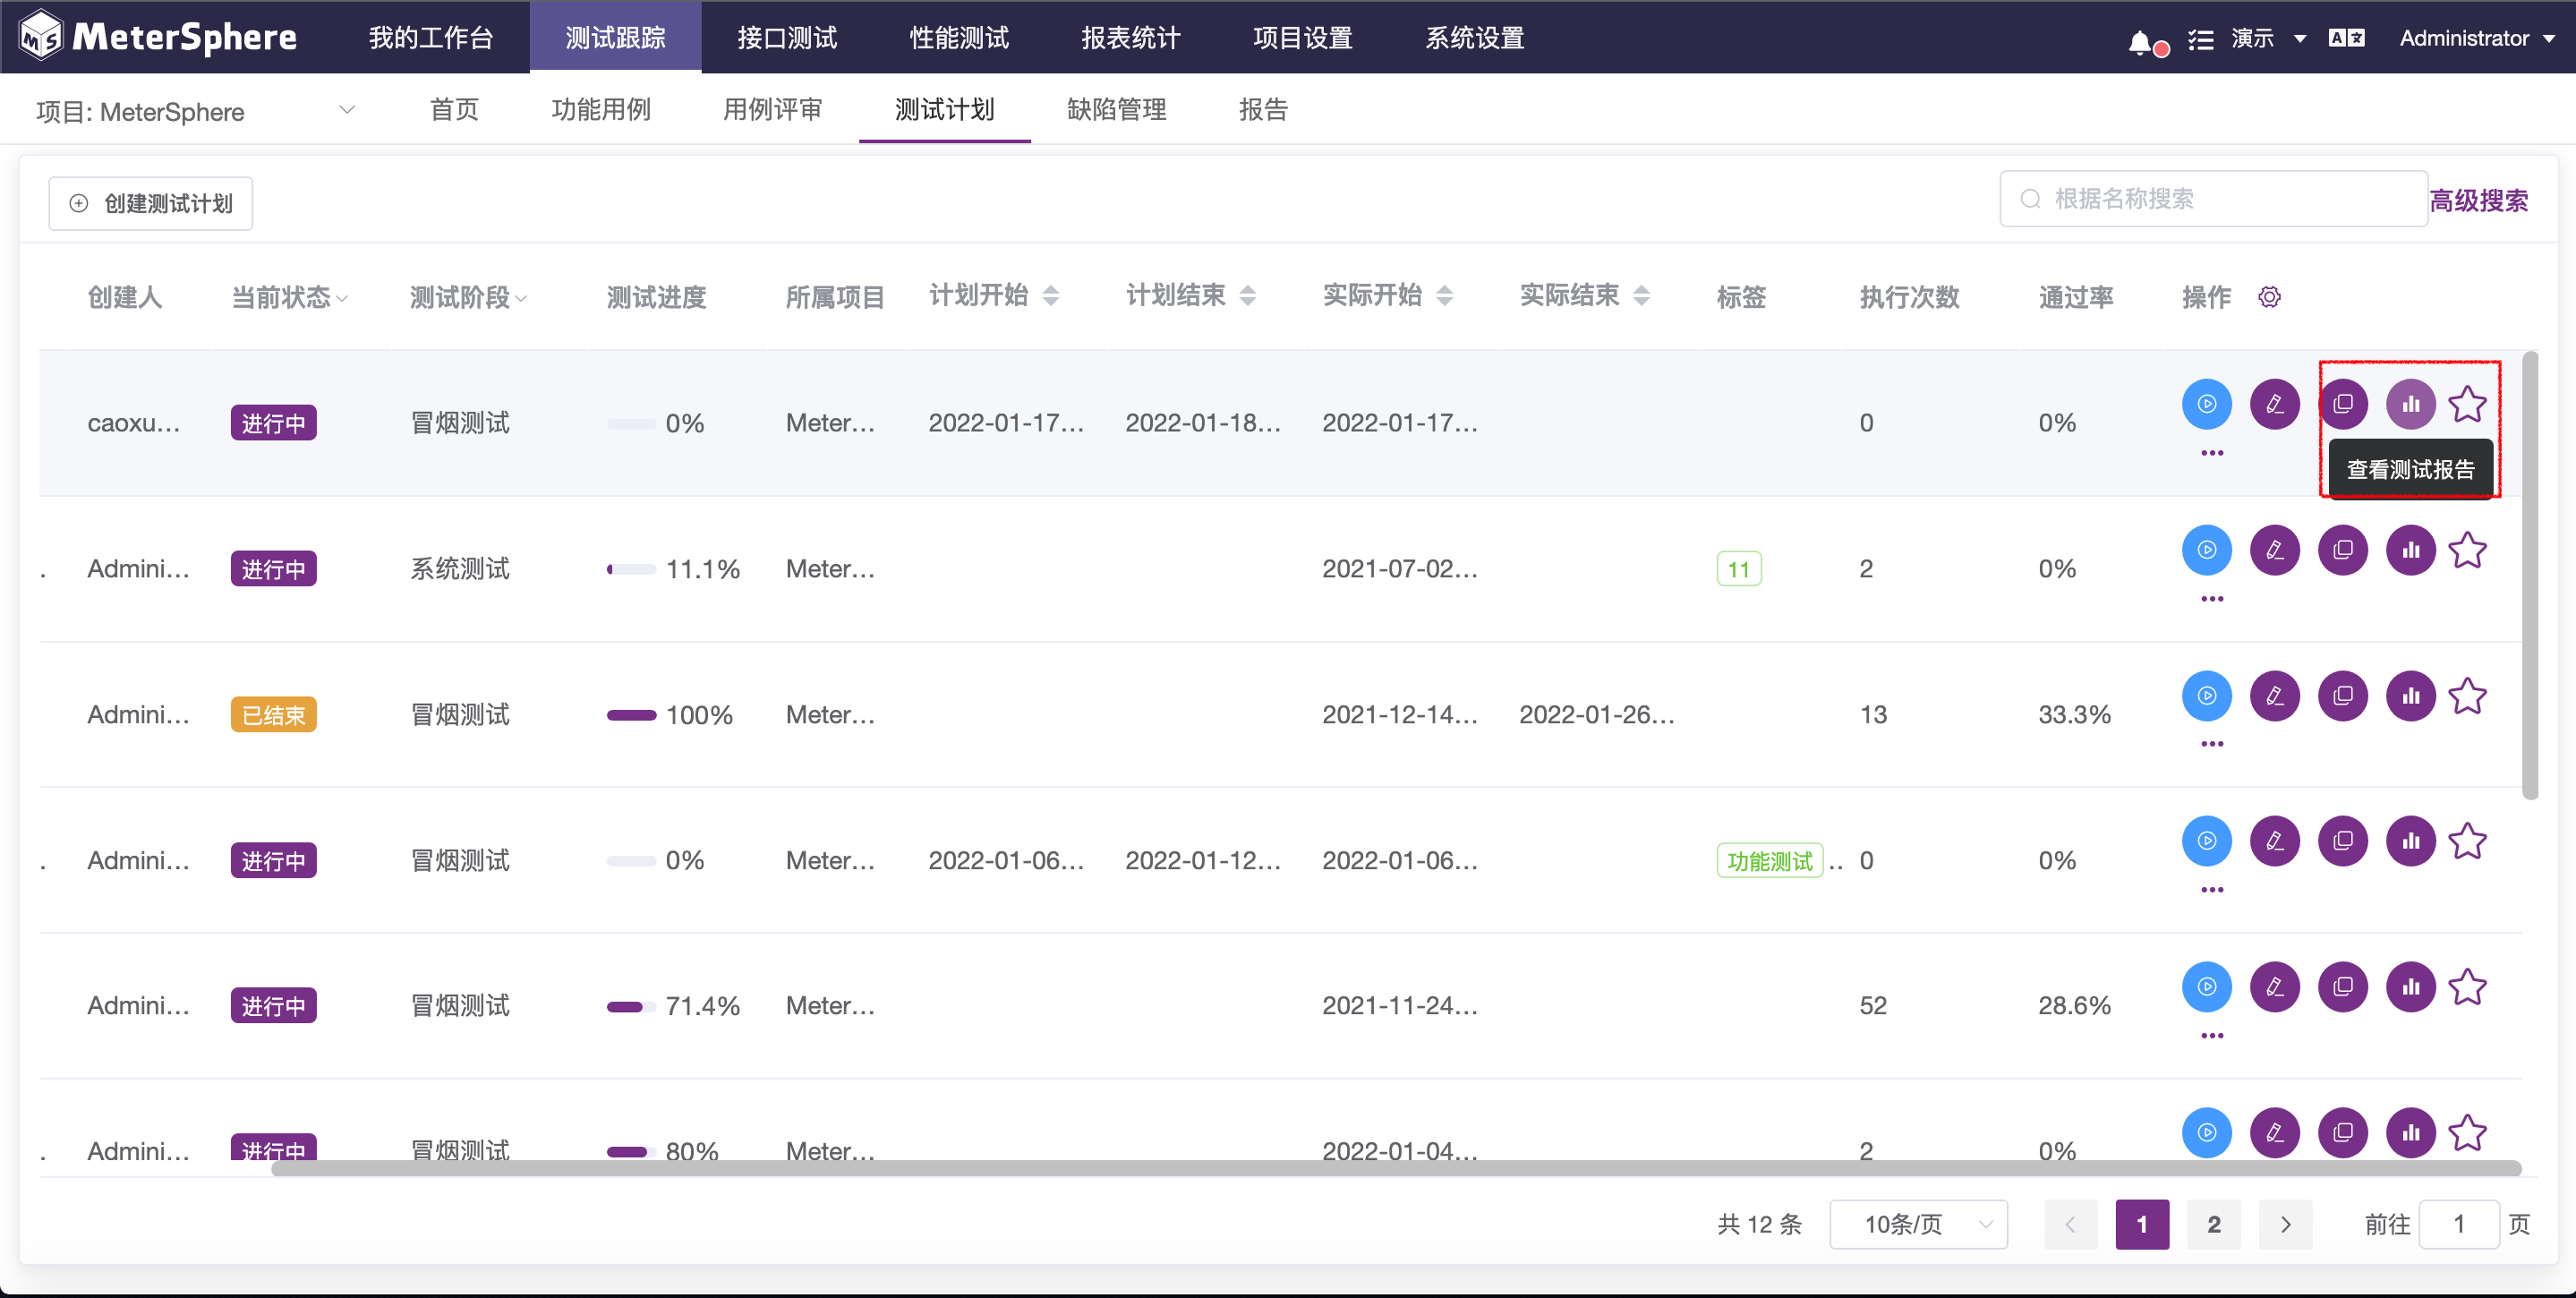 MeterSphere 我的工作台 测试跟踪 接口测试 性能测试 报表统计 项目设置 系统设置 演示 Administrator
项目: MeterSphere 首页 功能用例 用例评审 测试计划 缺陷管理 报告
创建测试计划 根据名称搜索 高级搜索
创建人 当前状态 测试阶段 测试进度 所属项目 计划开始 计划结束 实际开始 实际结束 标签 执行次数 通过率 操作
caoxu... 进行中 冒烟测试 0% Meter... 2022-01-17... 2022-01-18... 2022-01-17... 0 0%
查看测试报告
. Admini... 进行中 系统测试 11.1% Meter... 2021-07-02... 11 2 0%
Admini... 已结束 冒烟测试 100% Meter... 2021-12-14... 2022-01-26... 13 33.3%
. Admini... 进行中 冒烟测试 0% Meter... 2022-01-06... 2022-01-12... 2022-01-06... 功能测试 .. 0 0%
Admini... 进行中 冒烟测试 71.4% Meter... 2021-11-24... 52 28.6%
. Admini... 进行中 冒烟测试 80% Meter... 2022-01-04... 2 0%
共 12 条 10条/页 1 2 前往 1 页